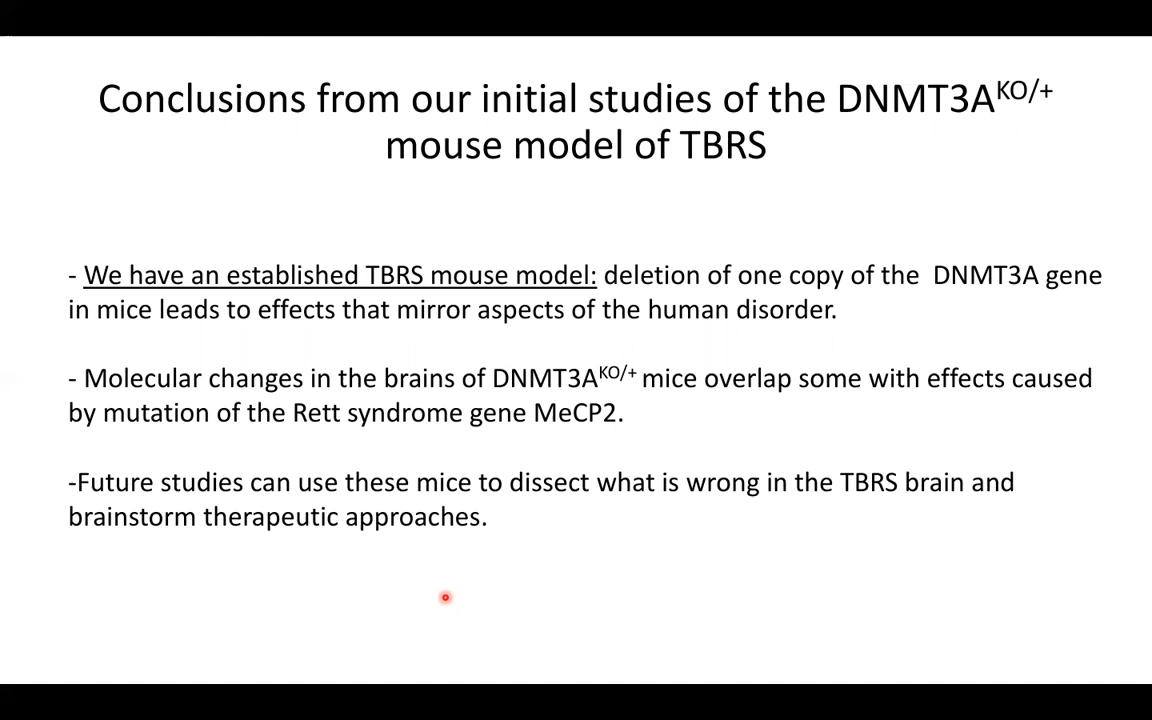 Conclusions from our initial studies of the DNMT3A^KO/+
mouse model of TBRS
- We have an established TBRS mouse model: deletion of one copy of the  DNMT3A gene
in mice leads to effects that mirror aspects of the human disorder.
- Molecular changes in the brains of DNMT3A^KO/+ mice overlap some with effects caused
by mutation of the Rett syndrome gene MeCP2.
-Future studies can use these mice to dissect what is wrong in the TBRS brain and
brainstorm therapeutic approaches.